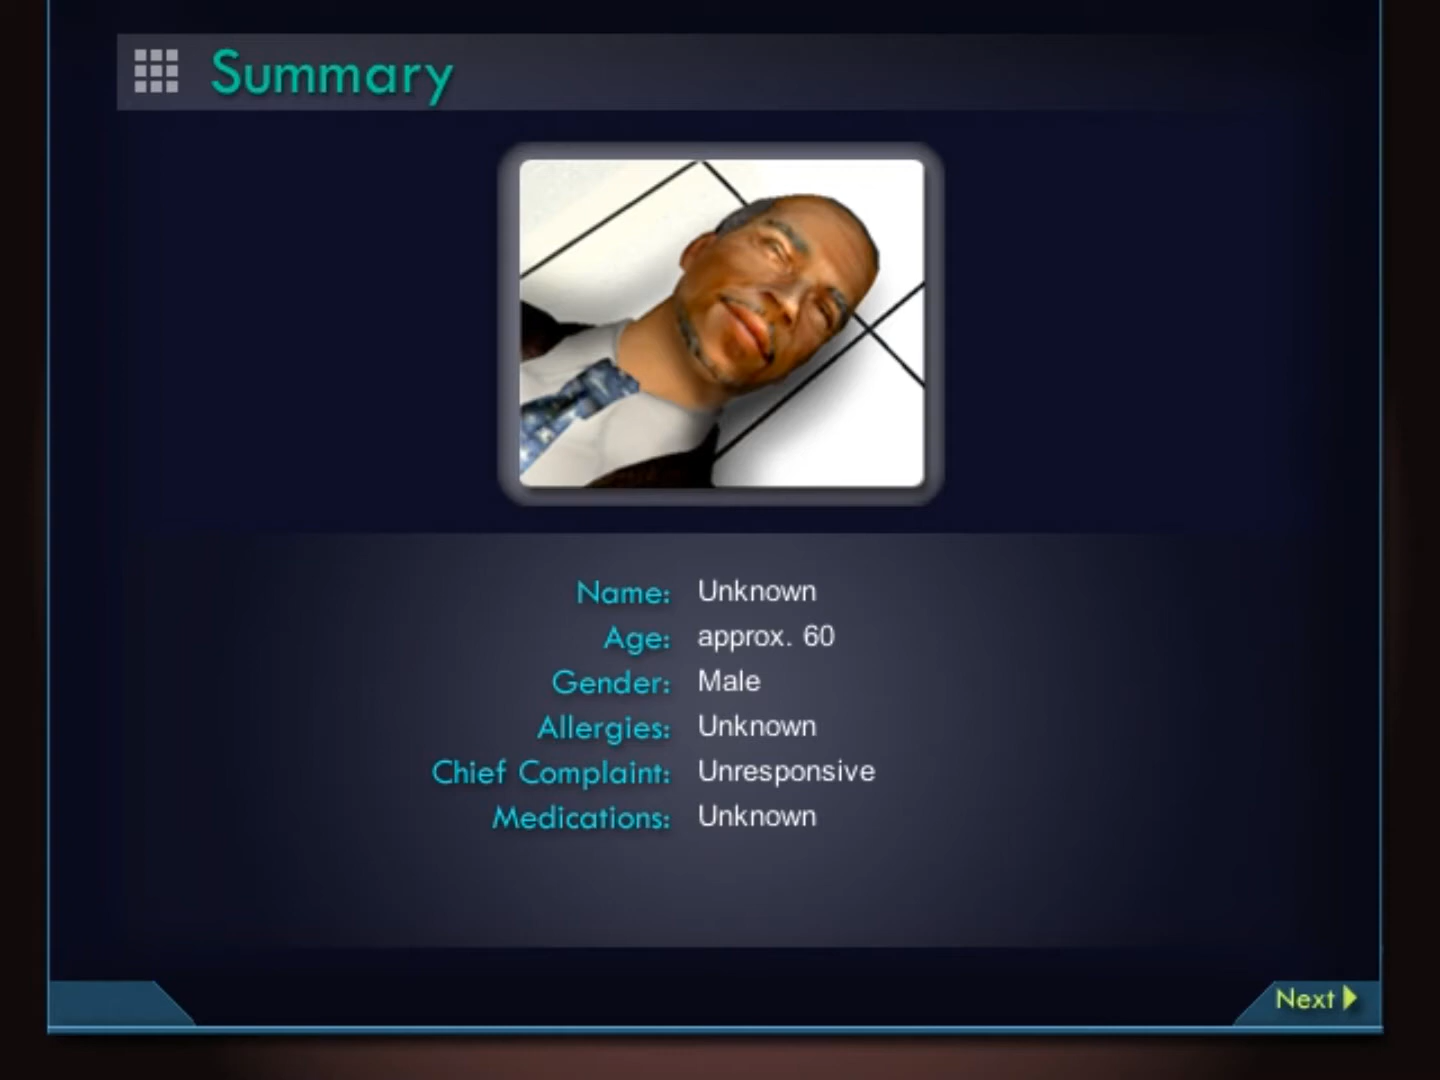 Summary
Name: Unknown
Age: approx. 60
Gender: Male
Allergies: Unknown
Chief Complaint: Unresponsive
Medications: Unknown
Next